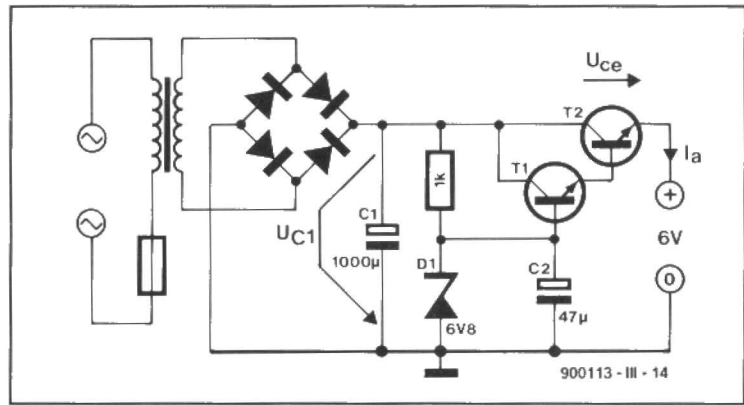 Uce
T2
T1
Ia
1k
C1
UC1
6V
1000µ
D1
C2
0
6V8
47µ
900113 - III - 14